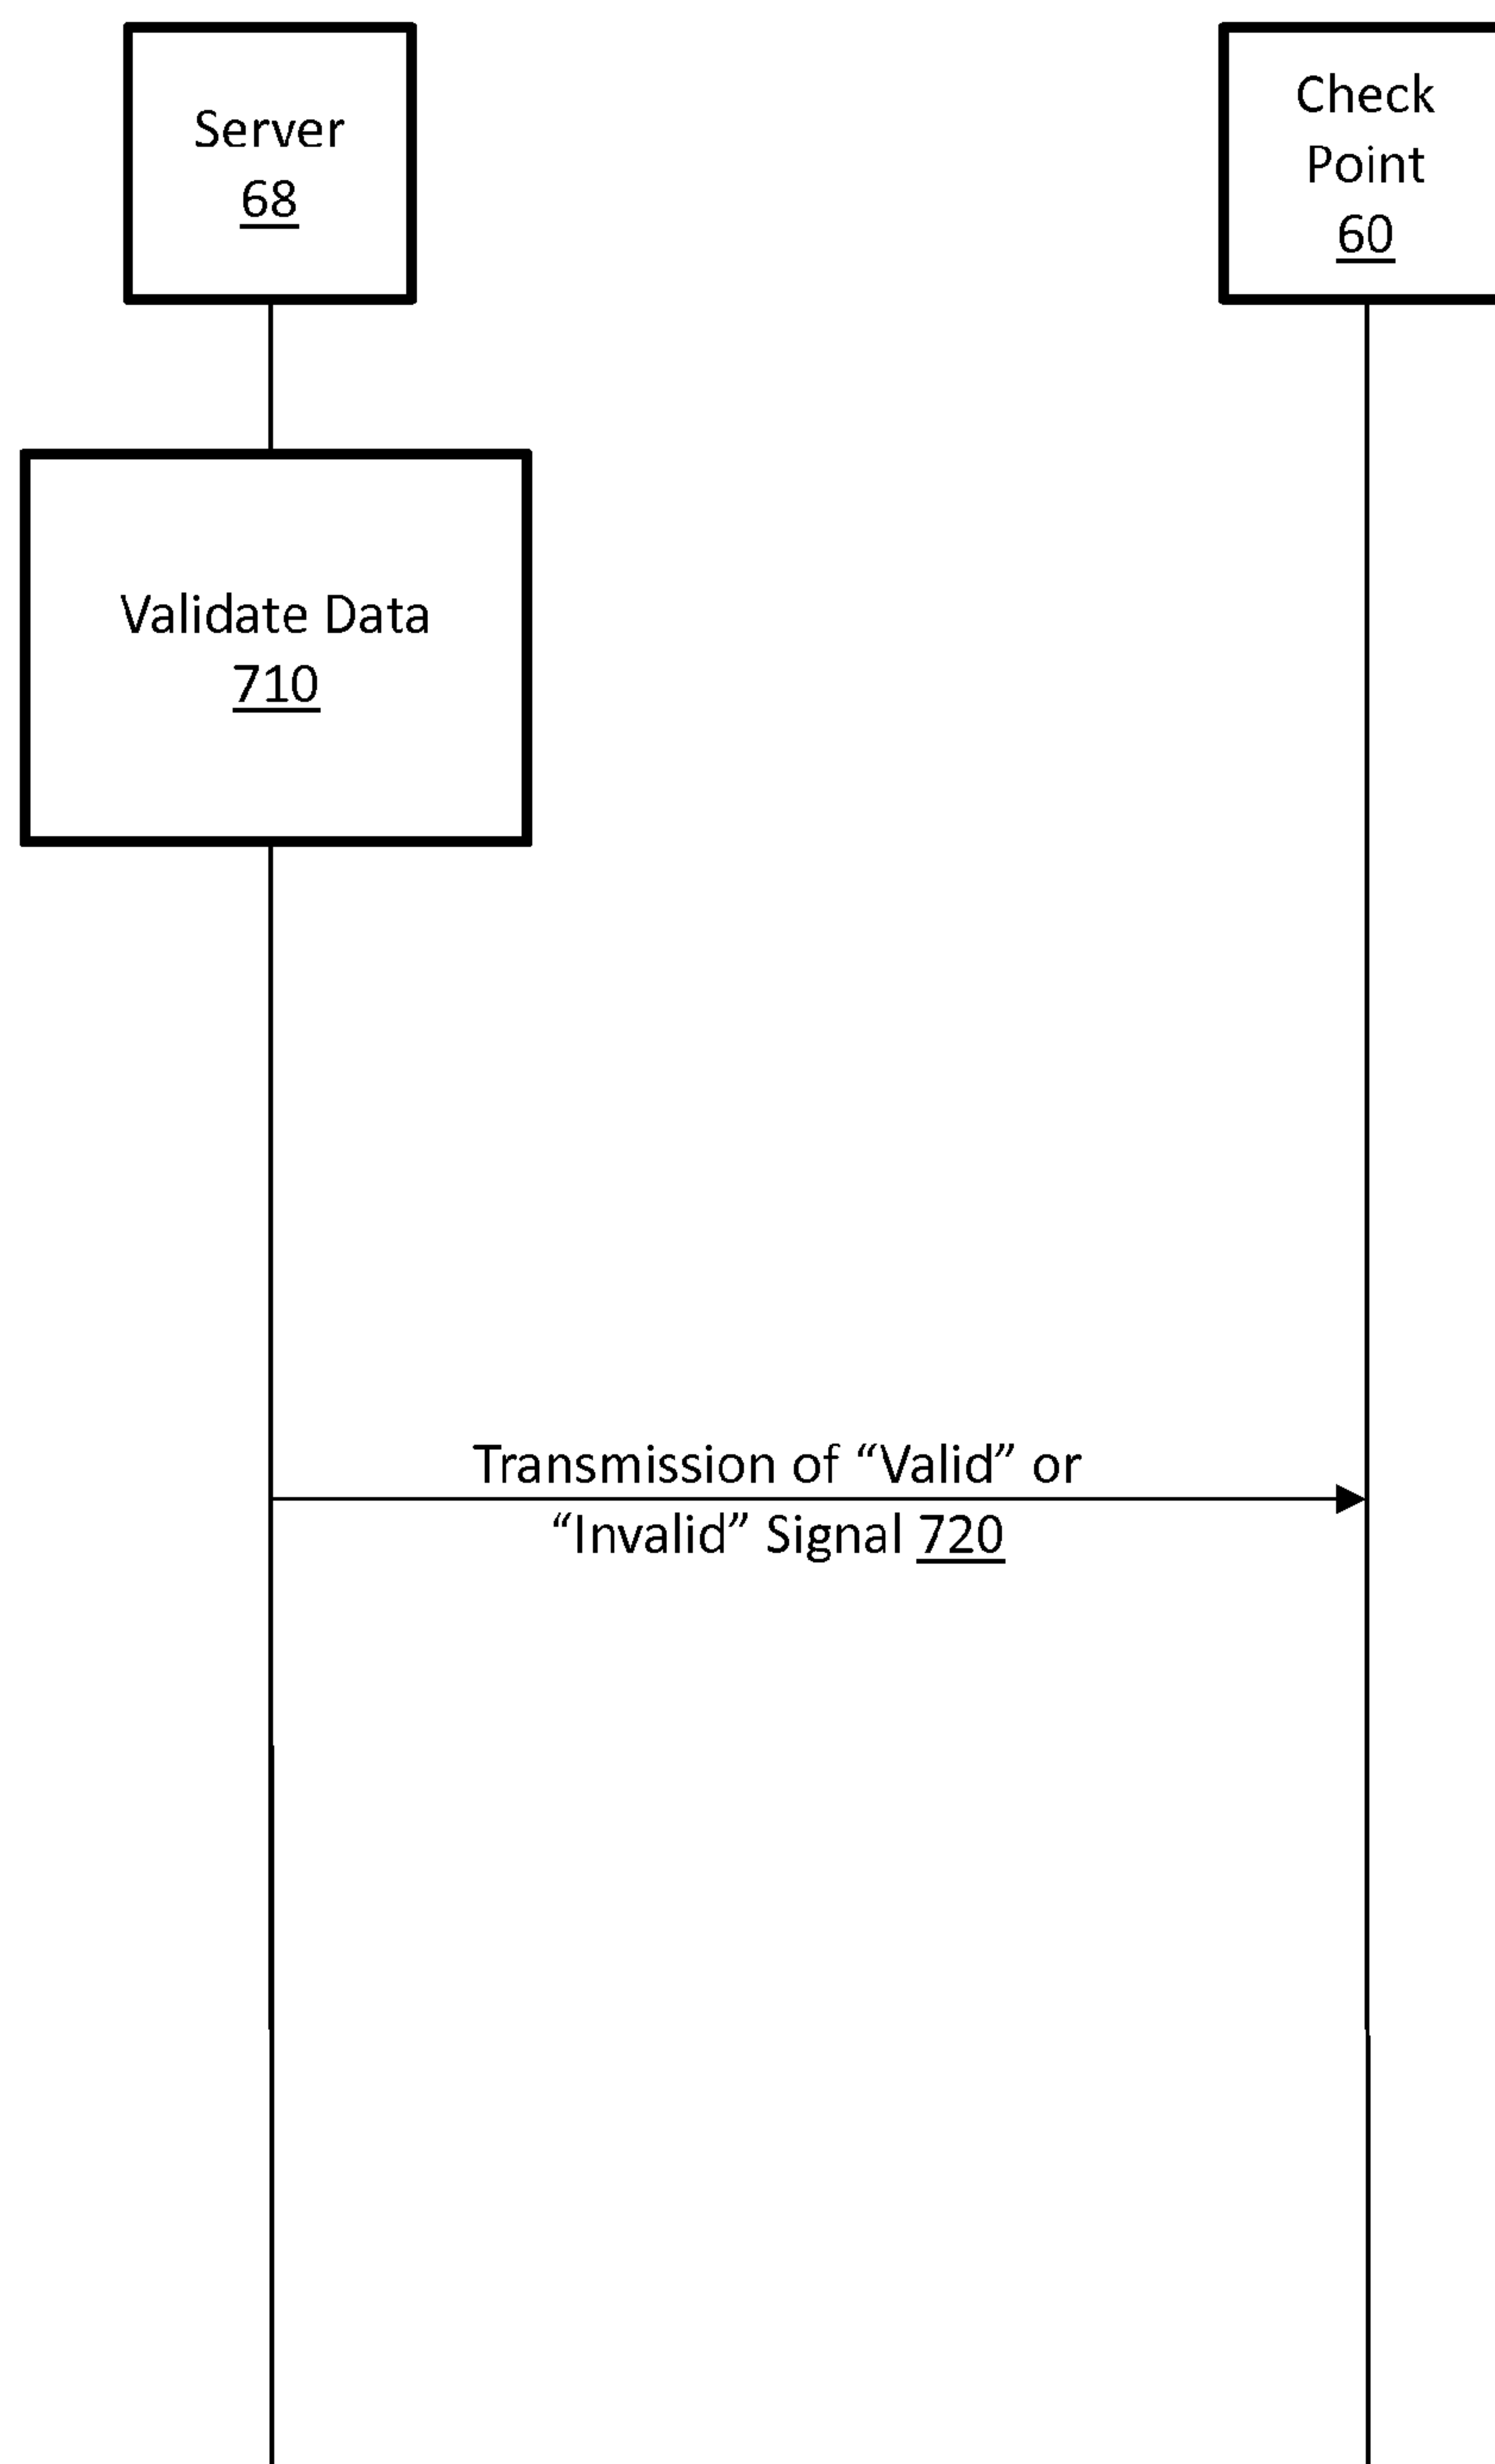 Server
68
Check
Point
60
Validate Data
710
Transmission of “Valid” or
“Invalid” Signal 720